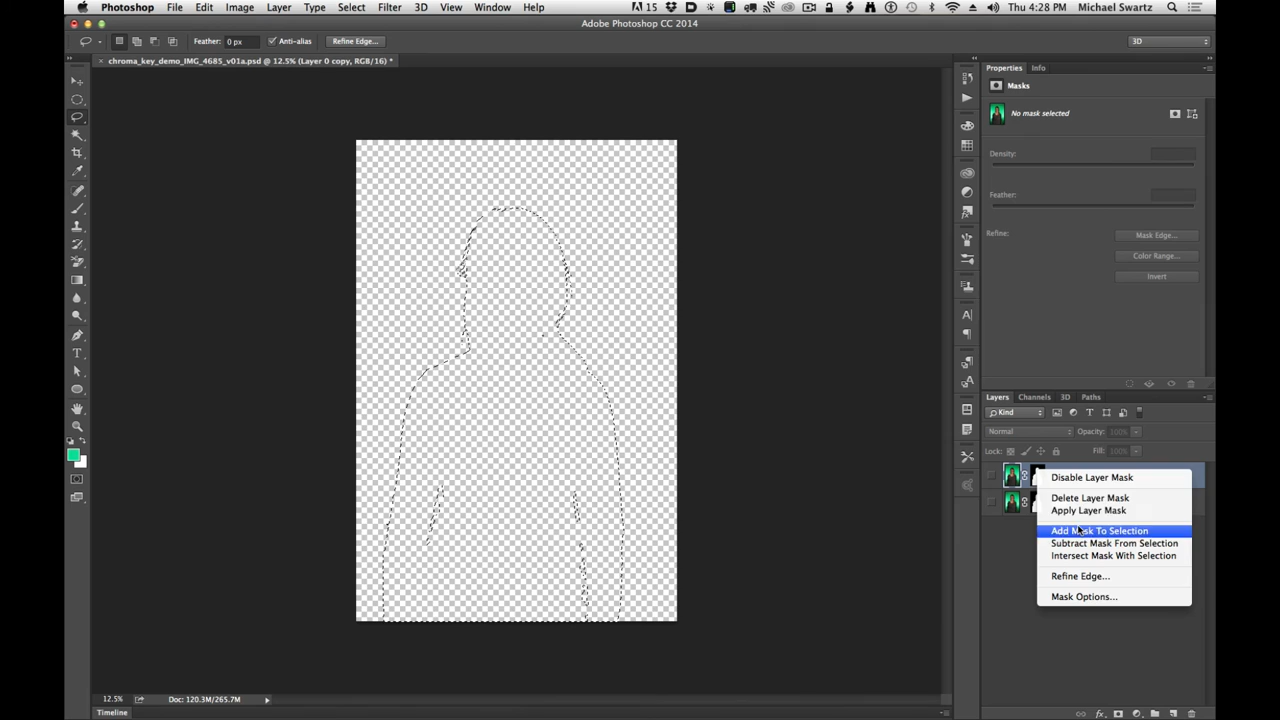 Photoshop File Edit Image Layer Type Select Filter 3D View Window Help 15 Thu 4:28 PM Michael Swartz
Adobe Photoshop CC 2014
Feather: 0 px Anti-alias Refine Edge... 3D
× chroma_key_demo_IMG_4685_v01a.psd @ 12.5% (Layer 0 copy, RGB/16) *
Properties Info
Masks
No mask selected
Density:
Feather:
Refine: Mask Edge...
Color Range...
Invert
Layers Channels 3D Paths
Kind
Normal Opacity: 100%
Lock: Fill: 100%
Disable Layer Mask
Delete Layer Mask
Apply Layer Mask
Add Mask To Selection
Subtract Mask From Selection
Intersect Mask With Selection
Refine Edge...
Mask Options...
12.5% Doc: 120.3M/265.7M
Timeline